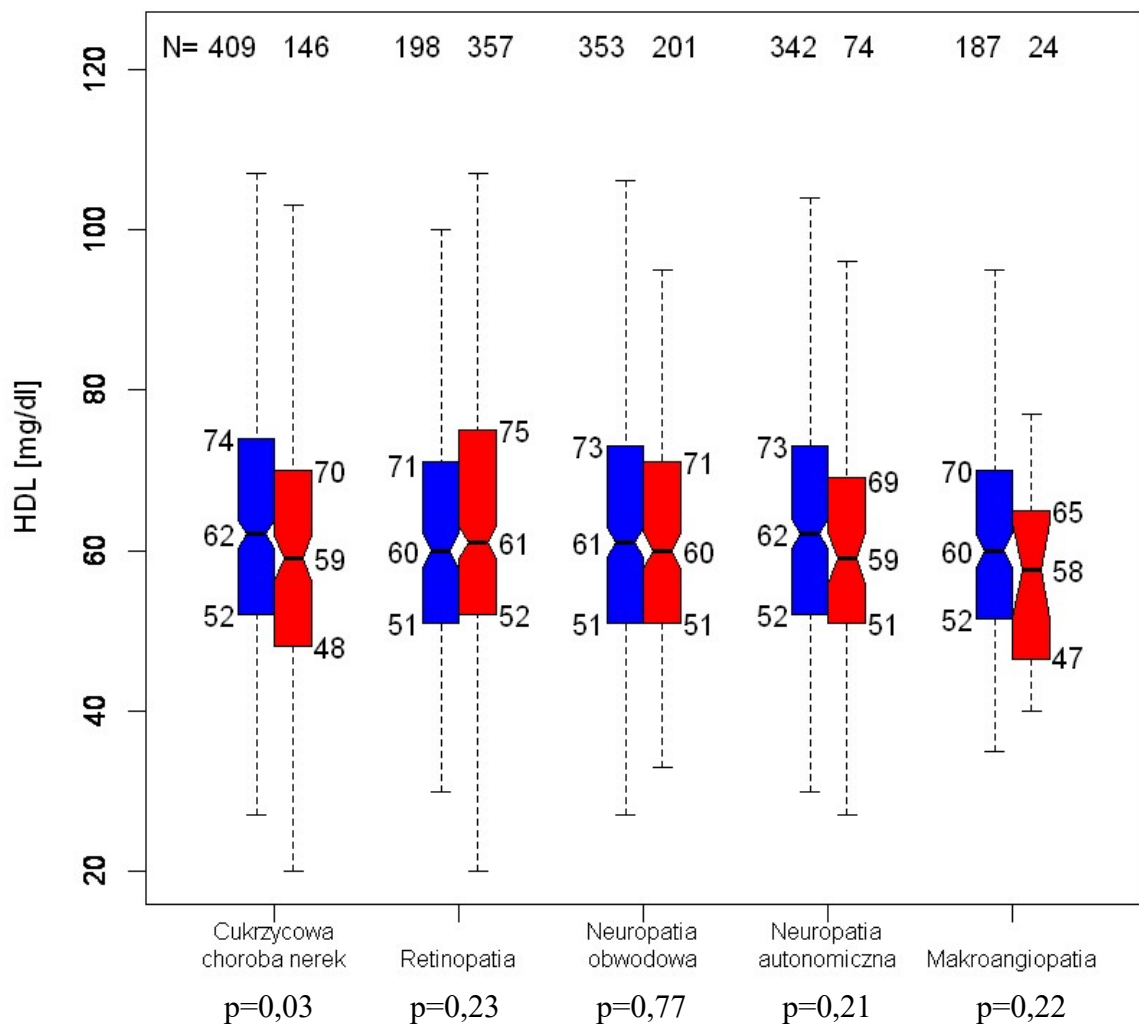 N= 409 146 198 357 353 201 342 74 187 24
120
100
80
60
40
20
HDL [mg/dl]
74 62 52
70 59 48
71 60 51
75 61 52
73 61 51
71 60 51
73 62 52
69 59 51
70 60 52
65 58 47
Cukrzycowa
choroba nerek
Retinopatia
Neuropatia
obwodowa
Neuropatia
autonomiczna
Makroangiopatia
p=0,03 p=0,23 p=0,77 p=0,21 p=0,22